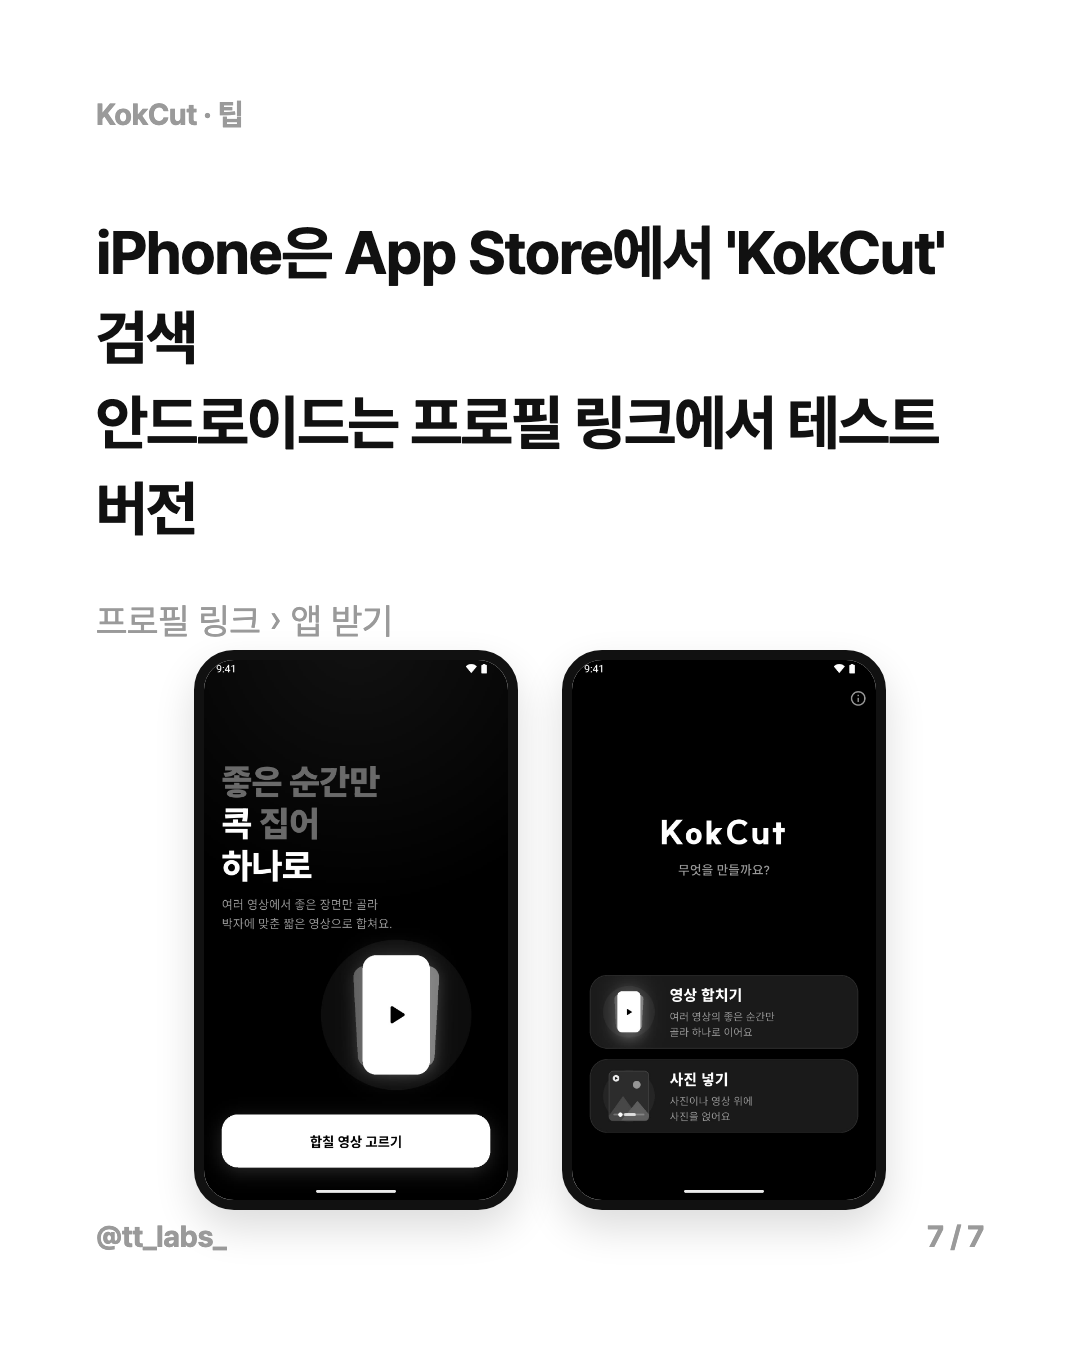 KokCut · 팁
iPhone은 App Store에서 'KokCut'
검색
안드로이드는 프로필 링크에서 테스트
버전
프로필 링크 › 앱 받기
9:41
좋은 순간만
콕 집어
하나로
여러 영상에서 좋은 장면만 골라
박자에 맞춘 짧은 영상으로 합쳐요.
합칠 영상 고르기
9:41
KokCut
무엇을 만들까요?
영상 합치기
여러 영상의 좋은 순간만
골라 하나로 이어요
사진 넣기
사진이나 영상 위에
사진을 얹어요
@tt_labs_
7 / 7